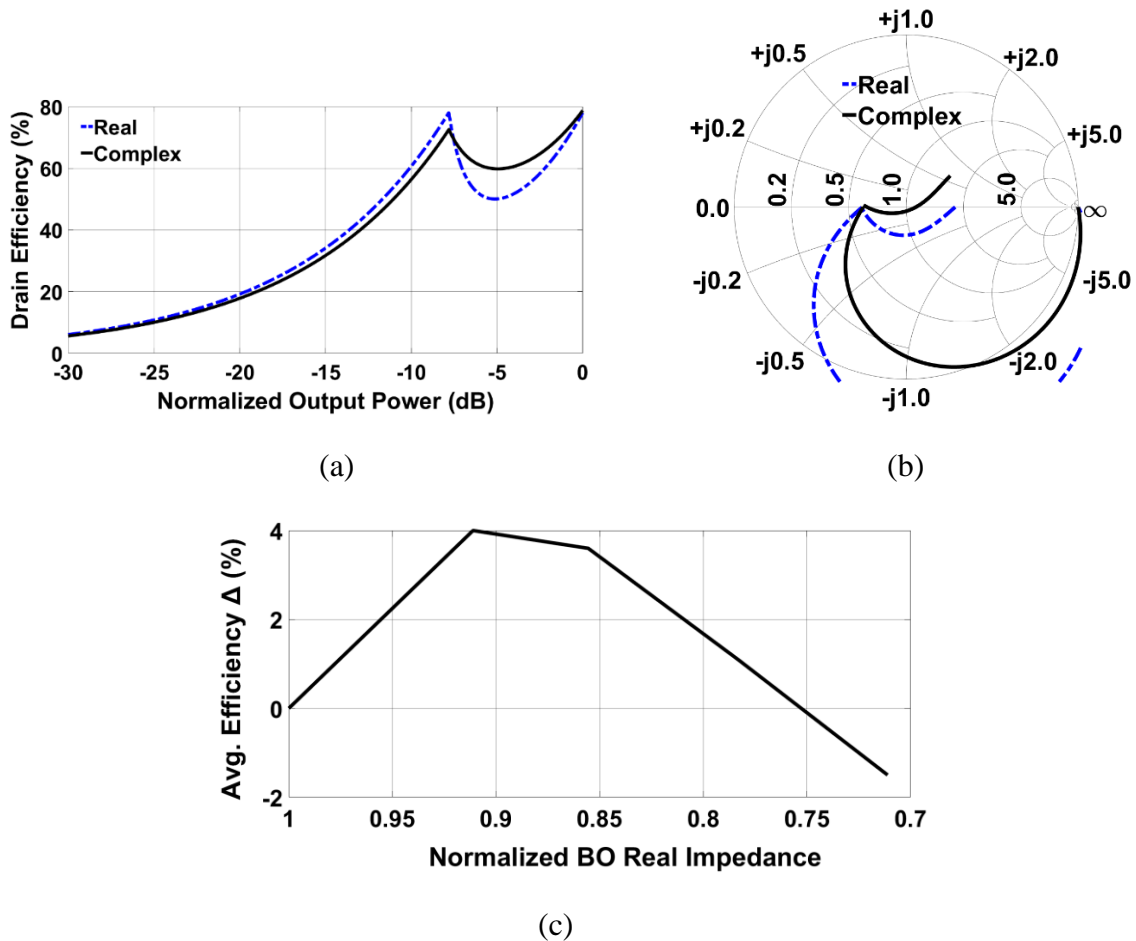 Drain Efficiency (%)
80
60
40
20
0
Real
Complex
-30
-25
-20
-15
-10
-5
0
Normalized Output Power (dB)
(a)
+j1.0
+j0.5
+j2.0
Real
Complex
+j0.2
+j5.0
0.2
0.5
1.0
5.0
0.0
∞
-j0.2
-j5.0
-j0.5
-j2.0
-j1.0
(b)
Avg. Efficiency Δ (%)
4
2
0
-2
1
0.95
0.9
0.85
0.8
0.75
0.7
Normalized BO Real Impedance
(c)